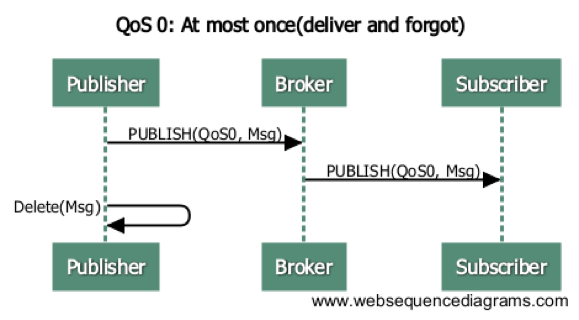 QoS 0: At most once(deliver and forgot)
Publisher
Broker
Subscriber
PUBLISH(QoS0, Msg)
PUBLISH(QoS0, Msg)
Delete(Msg)
Publisher
Broker
Subscriber
www.websequencediagrams.com